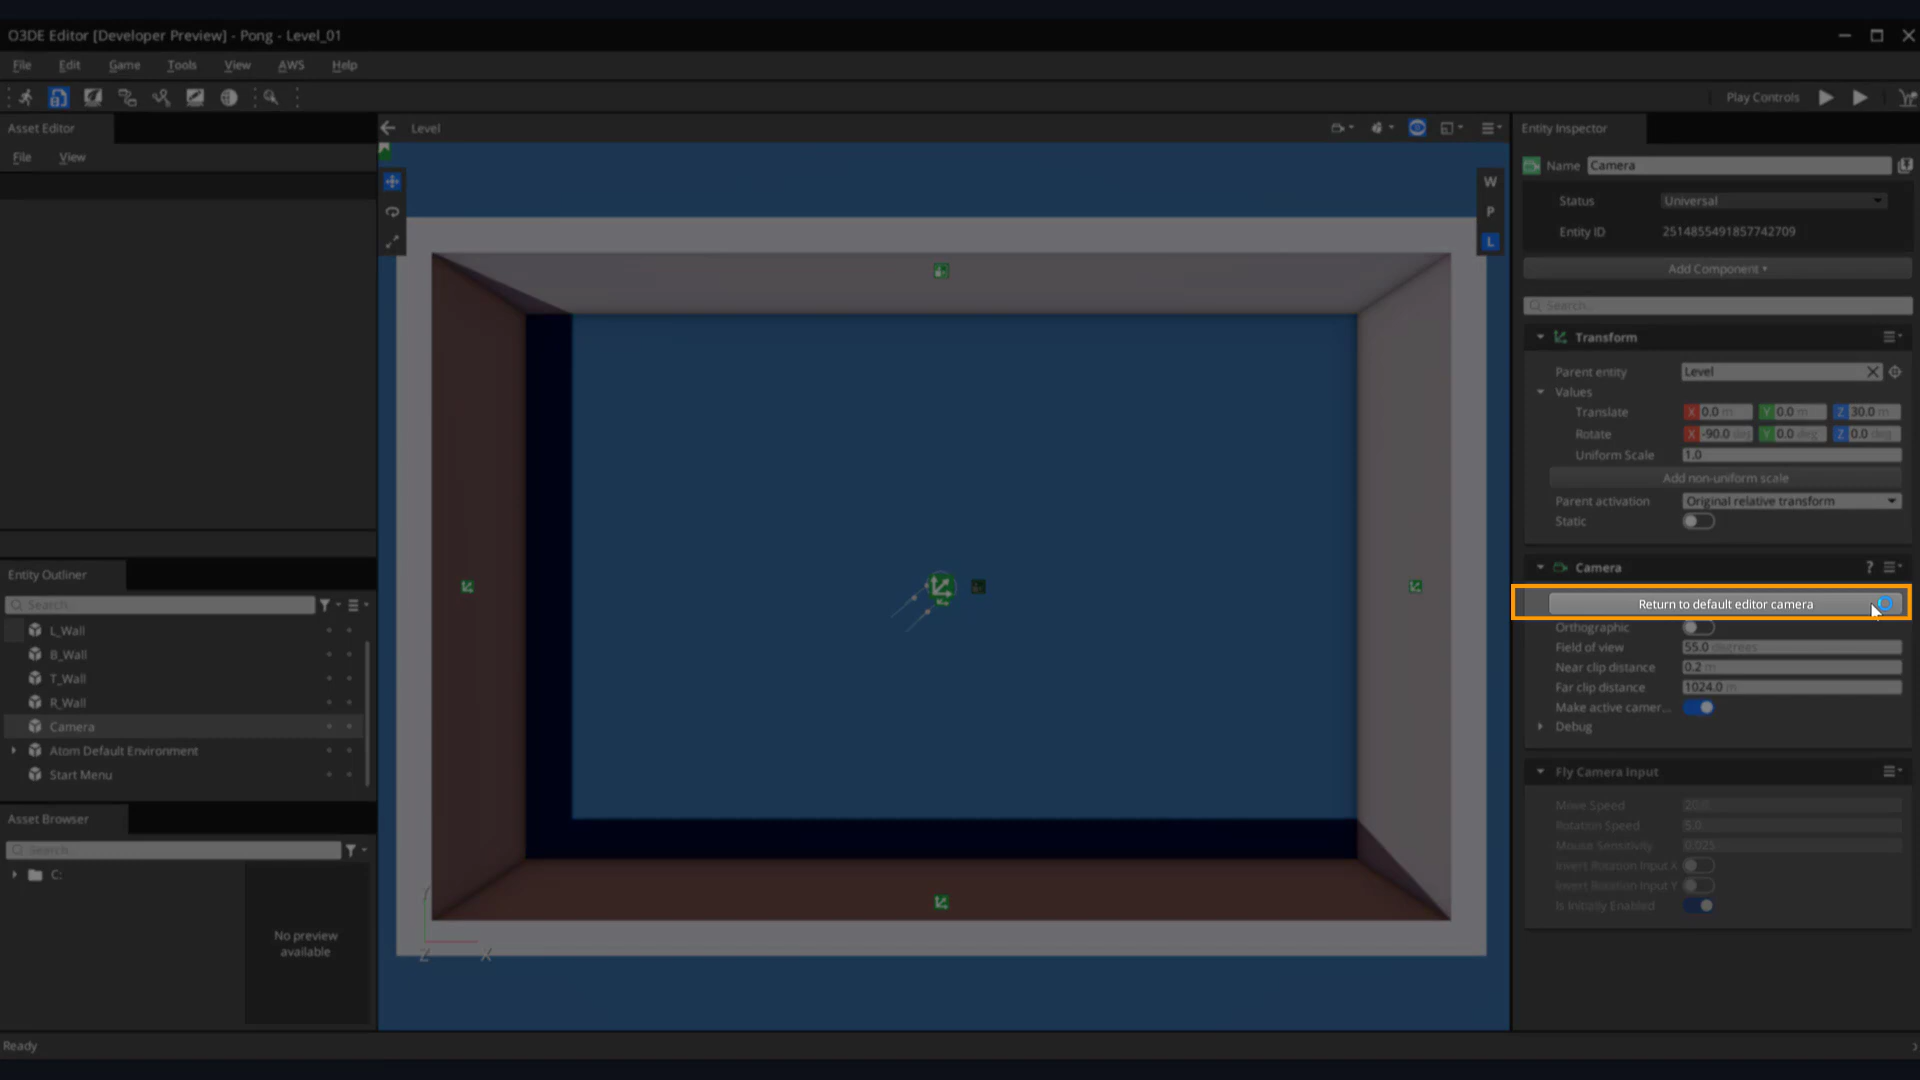 O3DE Editor [Developer Preview] - Pong - Level_01
File Edit Game Tools View AWS Help
Play Controls
Asset Editor
File View
Level
W
P
L
Entity Outliner
Search...
L_Wall
B_Wall
T_Wall
R_Wall
Camera
Atom Default Environment
Start Menu
Asset Browser
Search...
C:
No preview
available
Y
Z X
Entity Inspector
Name Camera
Status Universal
Entity ID 2514855491857742709
Add Component
Search...
Transform
Parent entity Level
Values
Translate X 0.0 m Y 0.0 m Z 30.0 m
Rotate X -90.0 deg Y 0.0 deg Z 0.0 deg
Uniform Scale 1.0
Add non-uniform scale
Parent activation Original relative transform
Static
Camera ?
Return to default editor camera
Orthographic
Field of view 55.0 degrees
Near clip distance 0.2 m
Far clip distance 1024.0 m
Make active camer...
Debug
Fly Camera Input
Move Speed 20.0
Rotation Speed 5.0
Mouse Sensitivity 0.025
Invert Rotation Input X
Invert Rotation Input Y
Is Initially Enabled
Ready